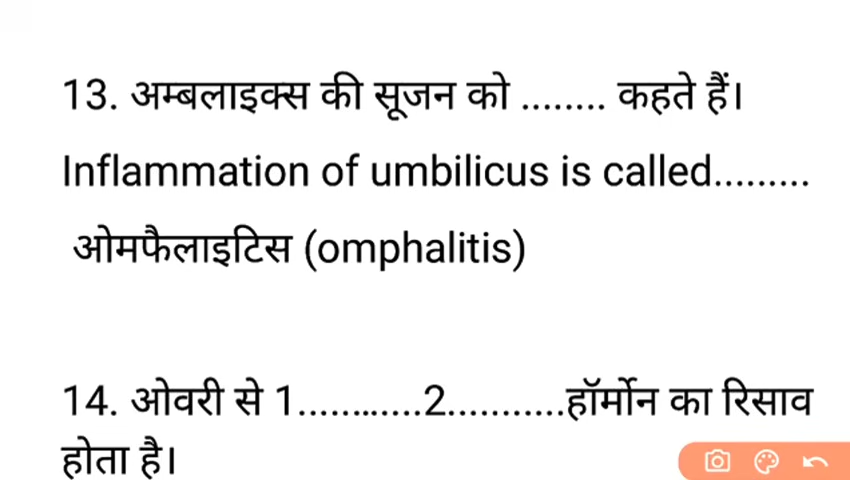 13. अम्बलाइक्स की सूजन को ........ कहते हैं।
Inflammation of umbilicus is called.........
ओमफैलाइटिस (omphalitis)
14. ओवरी से 1............2...........हॉर्मोन का रिसाव
होता है।